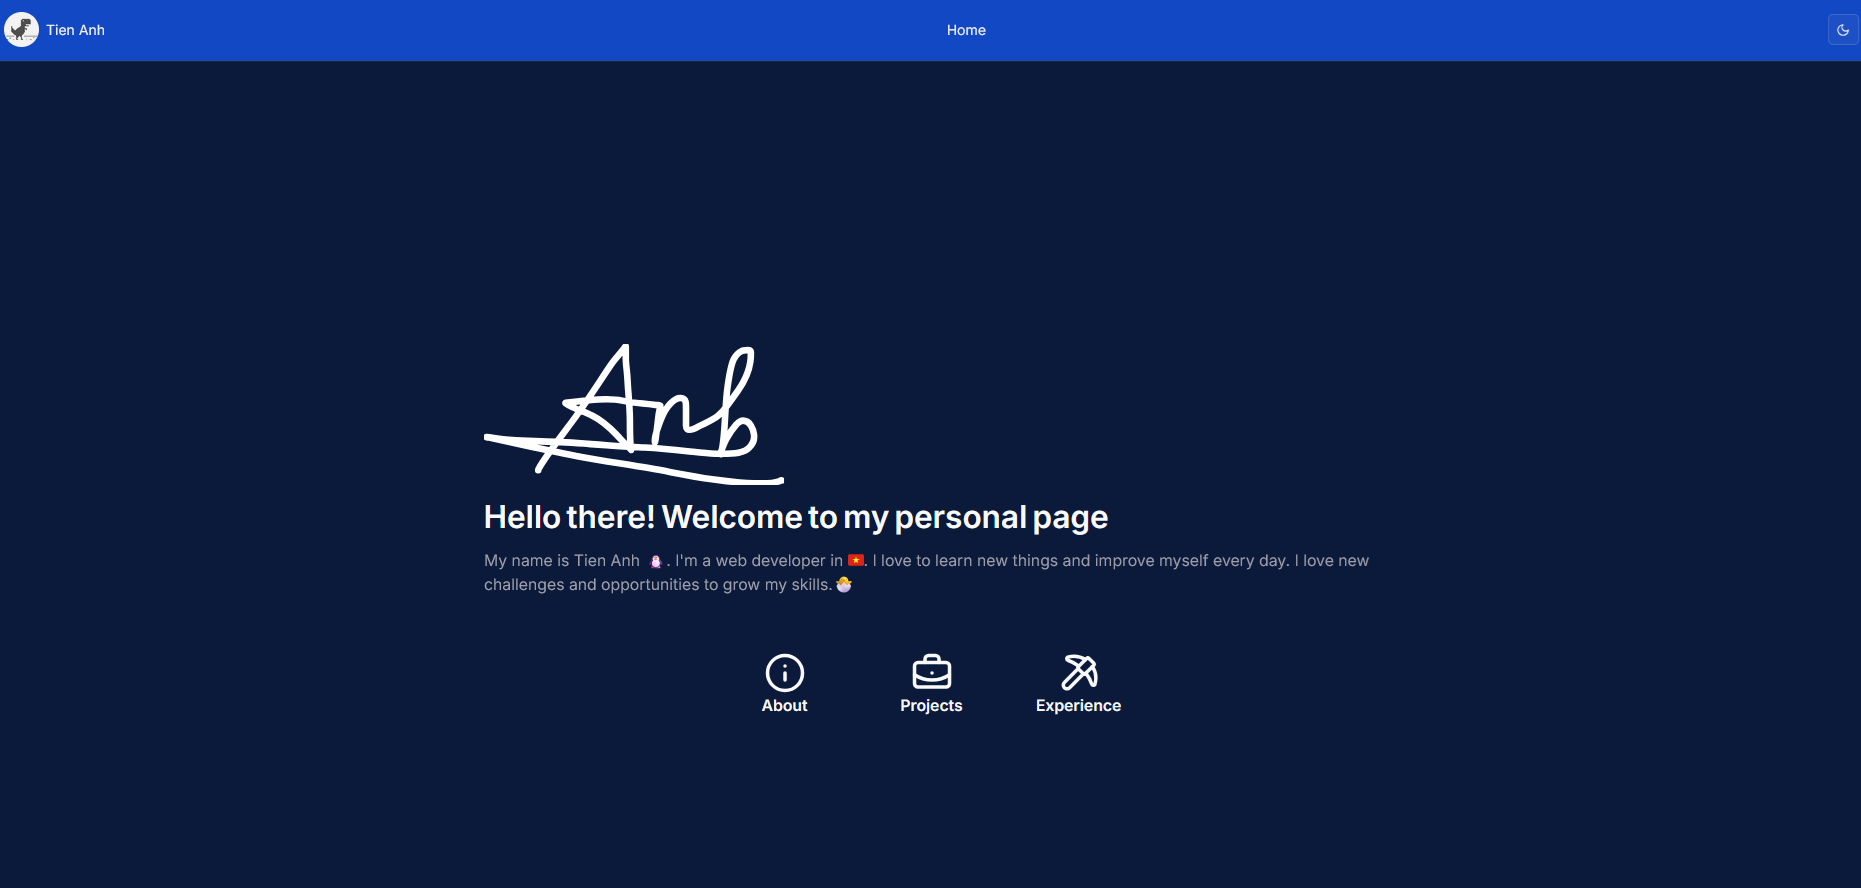 Tien Anh
Home
Anh
Hello there! Welcome to my personal page
My name is Tien Anh 🐧. I'm a web developer in 🇻🇳. I love to learn new things and improve myself every day. I love new
challenges and opportunities to grow my skills.🐣
About
Projects
Experience